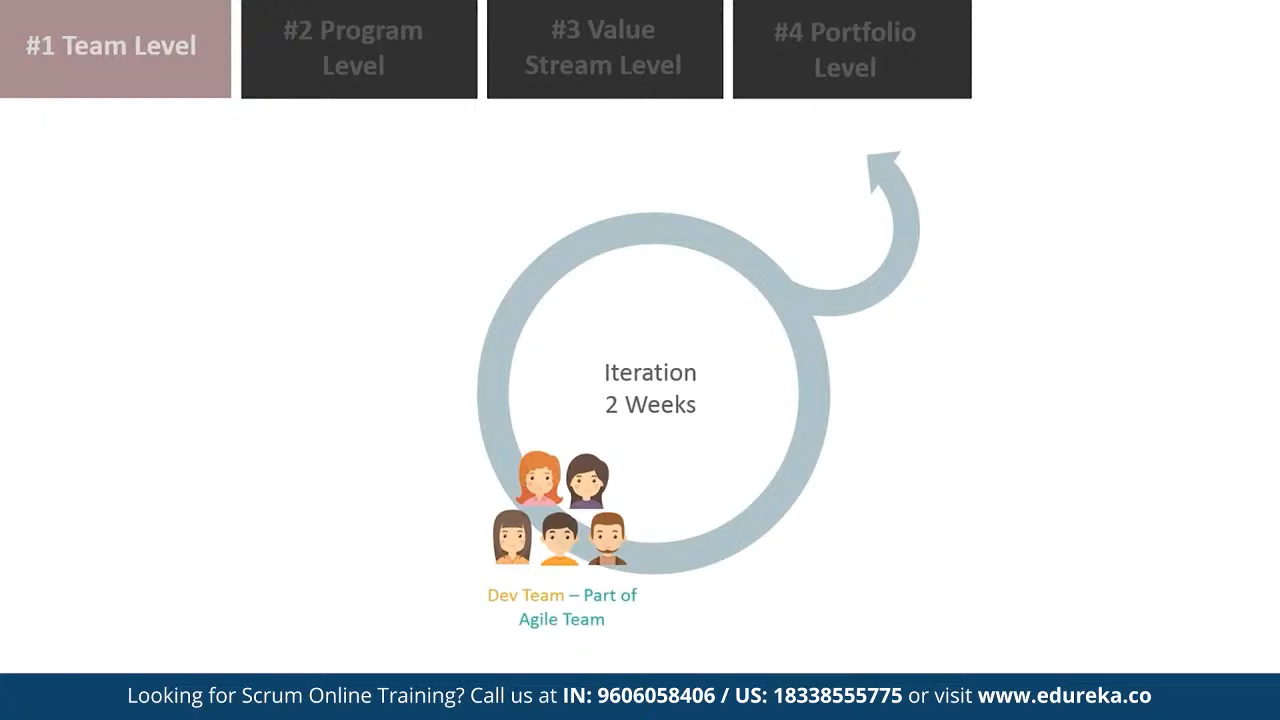 #1 Team Level
#2 Program
Level
#3 Value
Stream Level
#4 Portfolio
Level
Iteration
2 Weeks
Dev Team – Part of
Agile Team
Looking for Scrum Online Training? Call us at IN: 9606058406 / US: 18338555775 or visit www.edureka.co